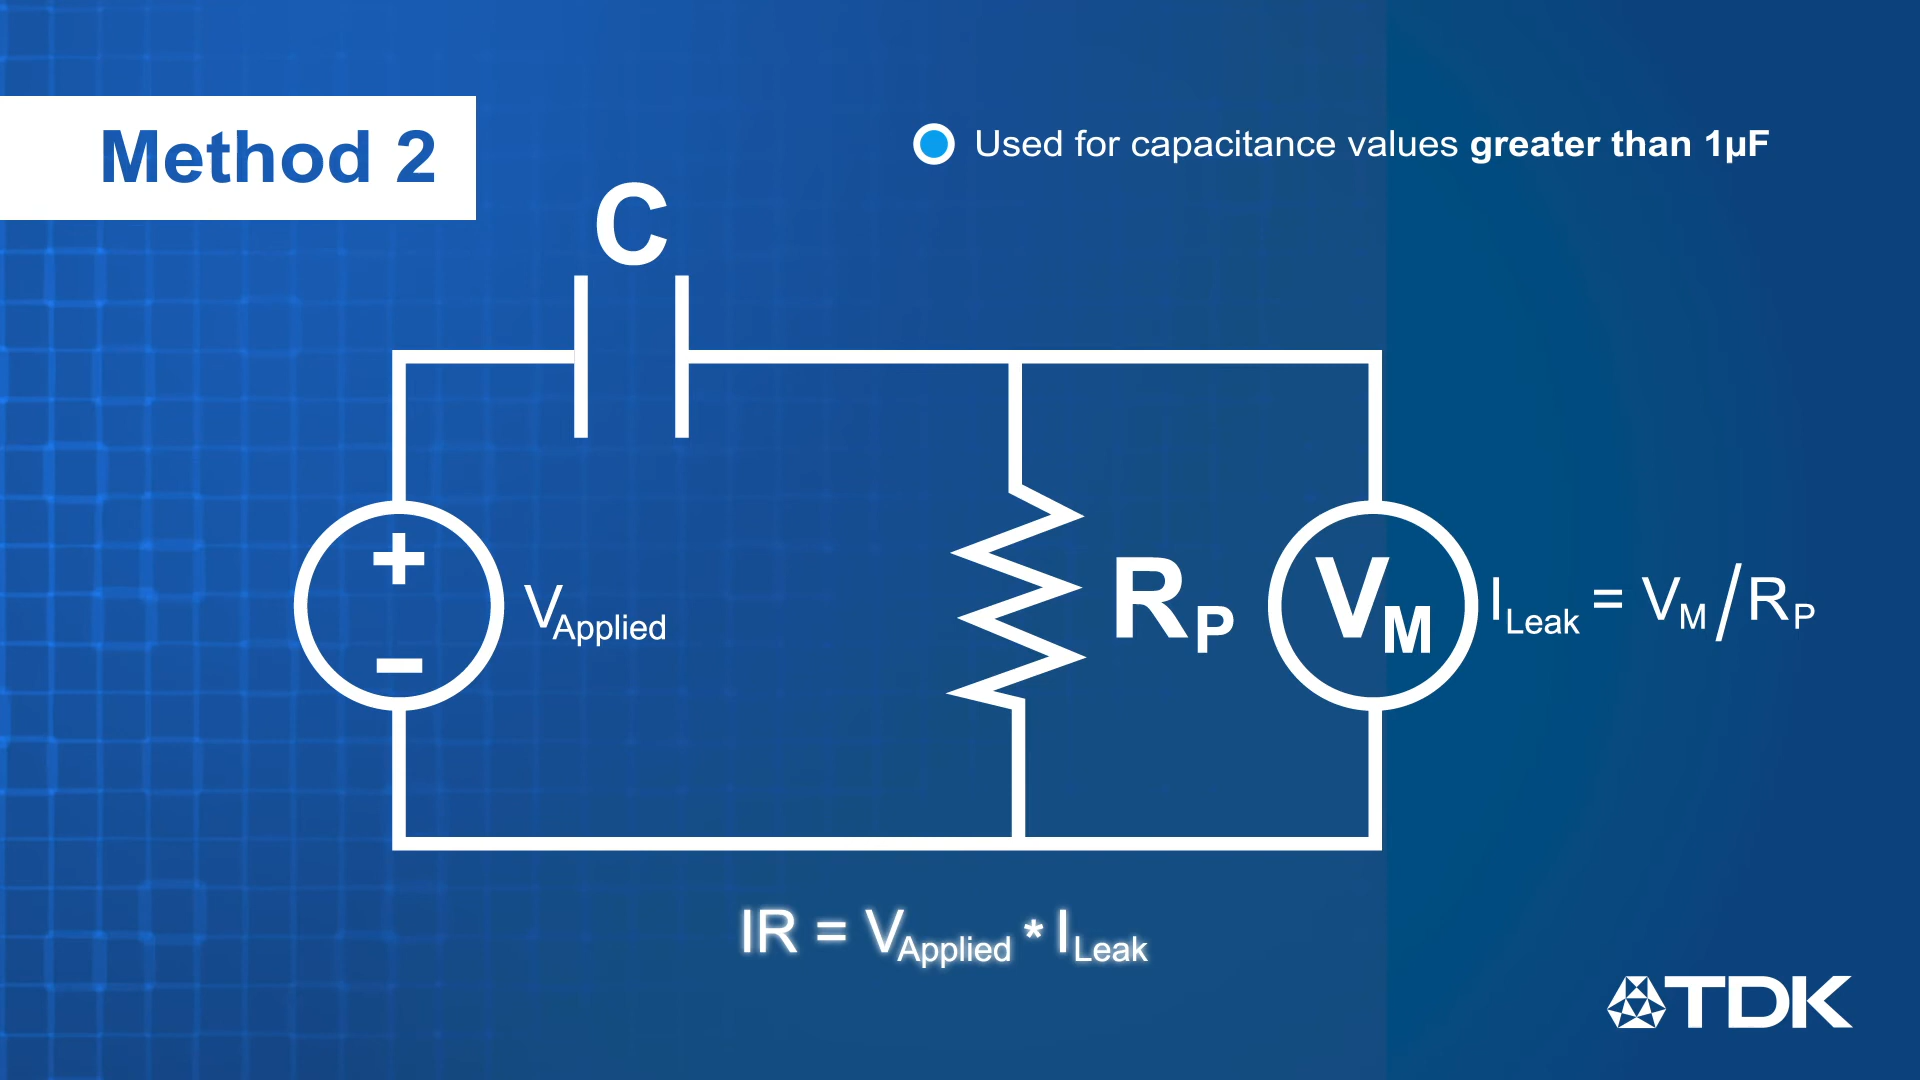 Method 2
Used for capacitance values greater than 1µF
C
+
−
VApplied
RP
VM
ILeak = VM/RP
IR = VApplied * ILeak
TDK